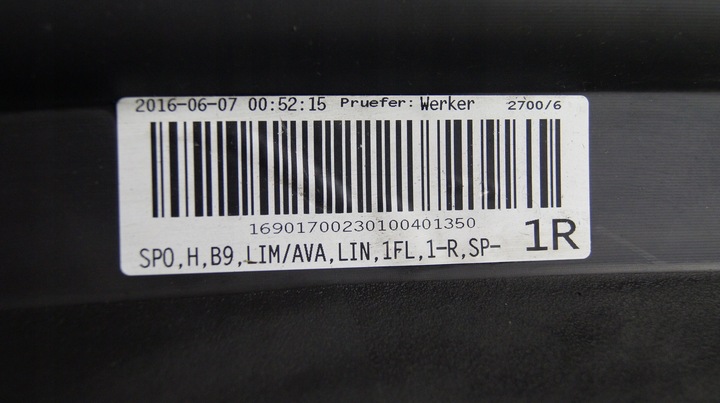 2016-06-07 00:52:15 Pruefer: Werker 2700/6
16901700230100401350
SPO,H,B9,LIM/AVA,LIN,1FL,1-R,SP- 1R